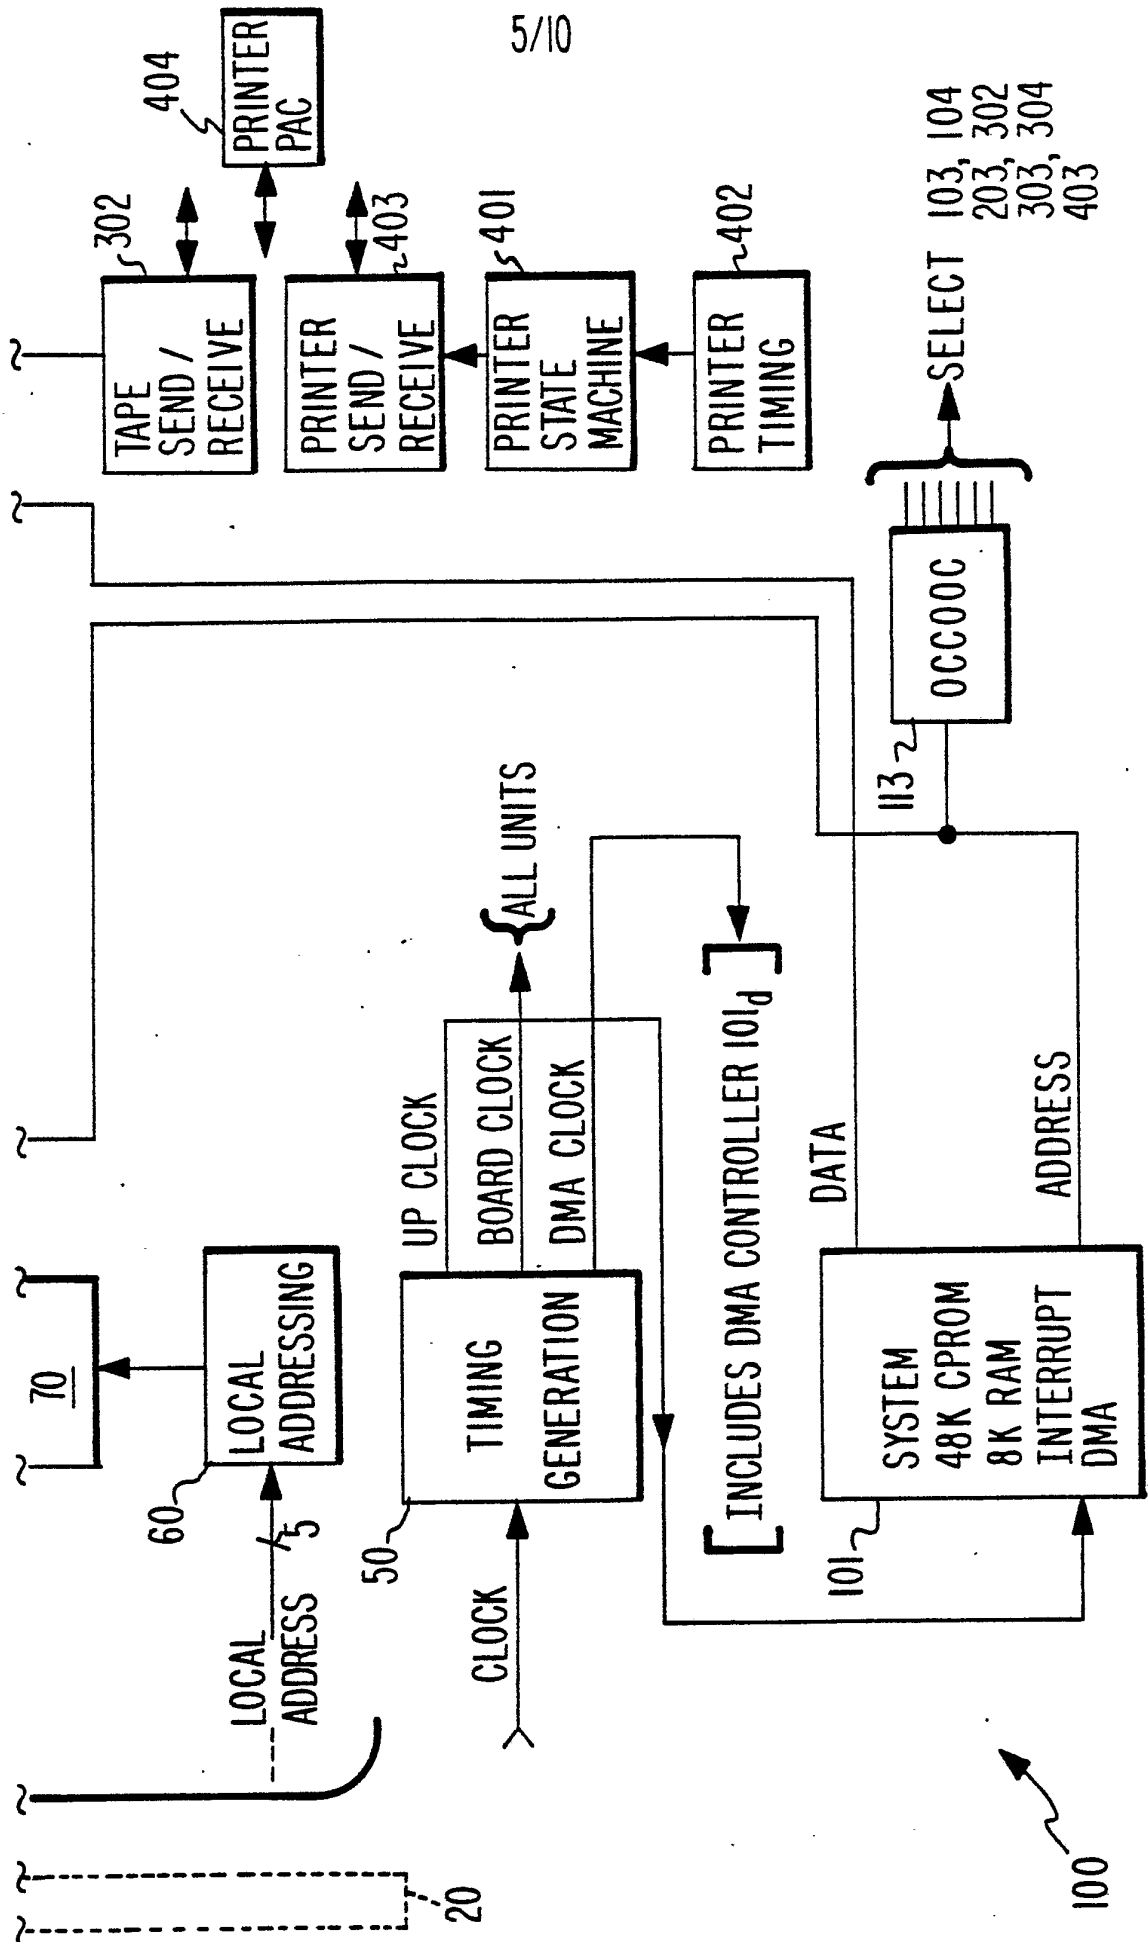 5/10
404
PRINTER
PAC
302
TAPE
SEND /
RECEIVE
403
PRINTER
SEND /
RECEIVE
401
PRINTER
STATE
MACHINE
402
PRINTER
TIMING
SELECT
103, 104
203, 302
303, 304
403
113
OCC00C
70
60
LOCAL
ADDRESSING
LOCAL
ADDRESS
5
50
TIMING
GENERATION
CLOCK
UP CLOCK
BOARD CLOCK
DMA CLOCK
ALL UNITS
[INCLUDES DMA CONTROLLER 101d]
DATA
ADDRESS
101
SYSTEM
48K CPROM
8K RAM
INTERRUPT
DMA
20
100